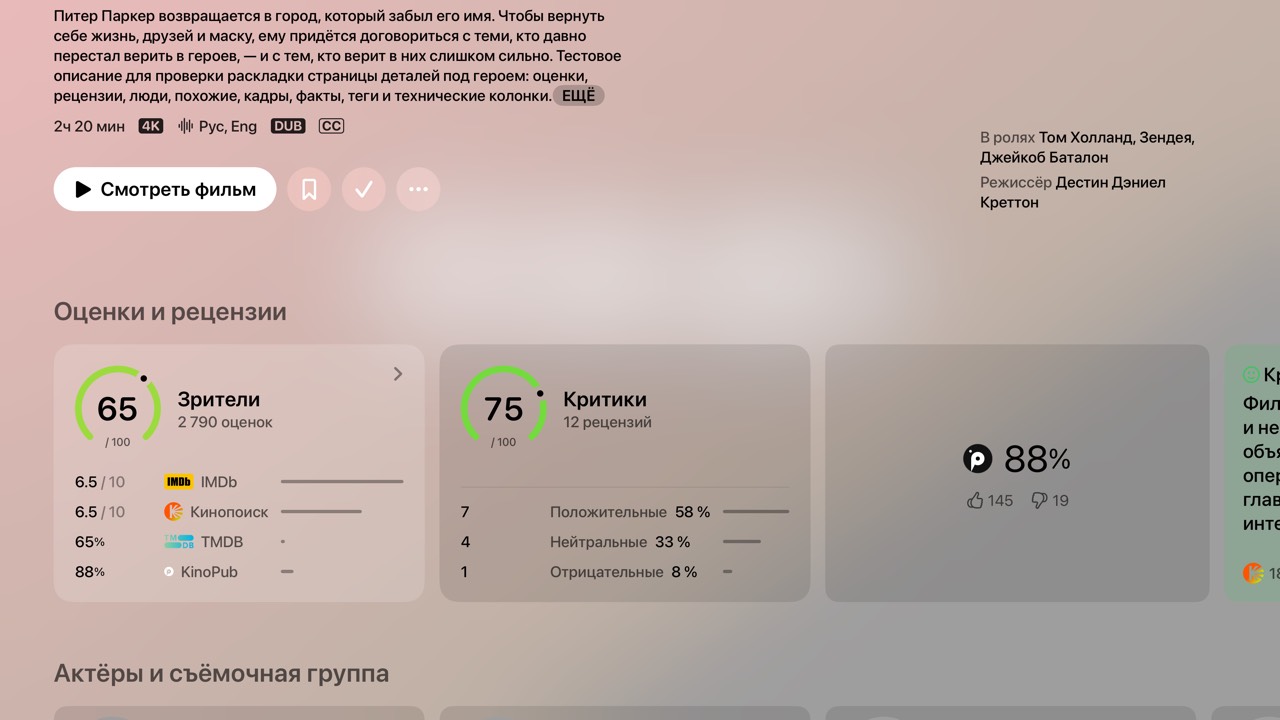 Питер Паркер возвращается в город, который забыл его имя. Чтобы вернуть
себе жизнь, друзей и маску, ему придётся договориться с теми, кто давно
перестал верить в героев, — и с тем, кто верит в них слишком сильно. Тестовое
описание для проверки раскладки страницы деталей под героем: оценки,
рецензии, люди, похожие, кадры, факты, теги и технические колонки. ЕЩЁ
2ч 20 мин 4K Рус, Eng DUB CC
В ролях Том Холланд, Зендея,
Джейкоб Баталон
Режиссёр Дестин Дэниел
Креттон
Смотреть фильм
Оценки и рецензии
65
/ 100
Зрители
2 790 оценок
6.5 / 10 IMDb IMDb
6.5 / 10 Кинопоиск
65% TMDB TMDB
88% KinoPub
75
/ 100
Критики
12 рецензий
7 Положительные 58 %
4 Нейтральные 33 %
1 Отрицательные 8 %
88%
145 19
Кр
Фил
и не
объя
опер
глав
инте
18
Актёры и съёмочная группа